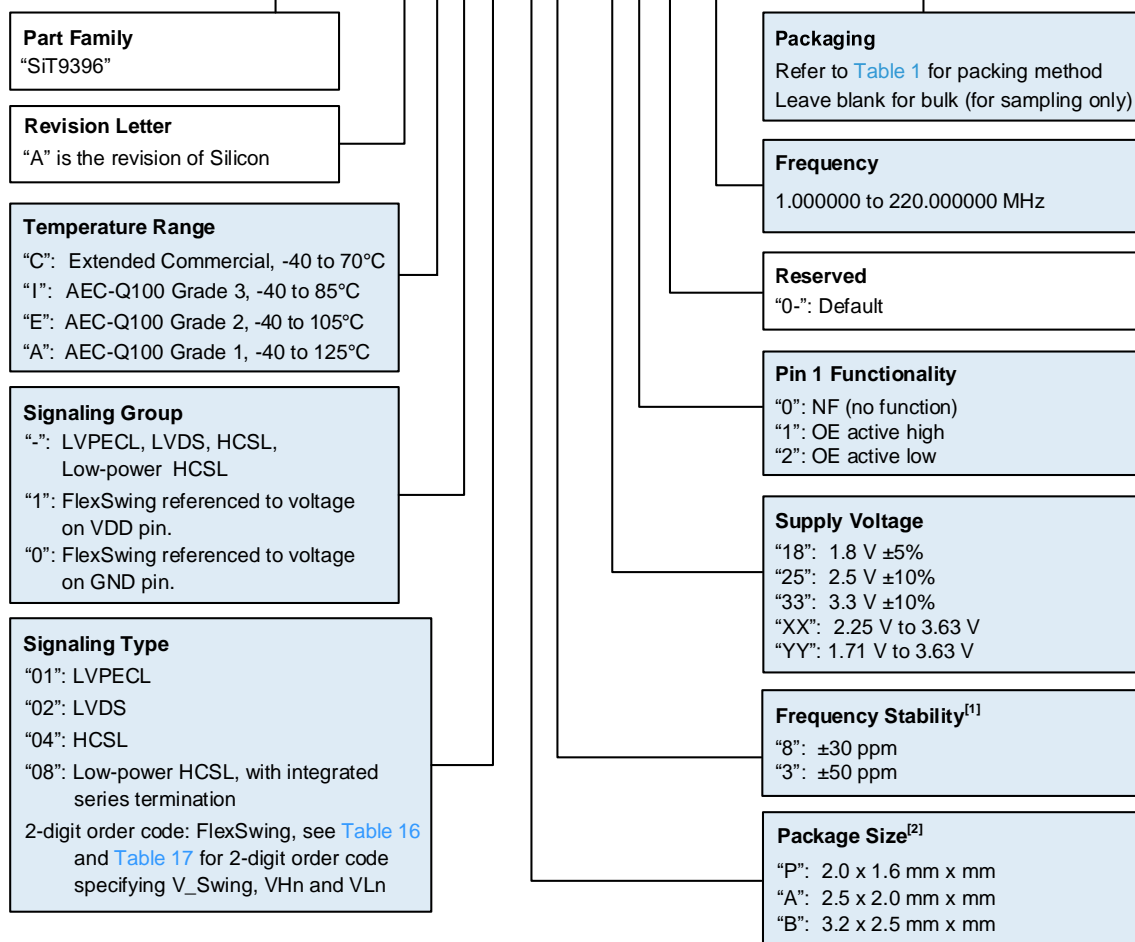 Part Family
“SiT9396”
Revision Letter
“A” is the revision of Silicon
Temperature Range
“C”: Extended Commercial, -40 to 70°C
“I”: AEC-Q100 Grade 3, -40 to 85°C
“E”: AEC-Q100 Grade 2, -40 to 105°C
“A”: AEC-Q100 Grade 1, -40 to 125°C
Signaling Group
“-”: LVPECL, LVDS, HCSL,
Low-power HCSL
“1”: FlexSwing referenced to voltage
on VDD pin.
“0”: FlexSwing referenced to voltage
on GND pin.
Signaling Type
“01”: LVPECL
“02”: LVDS
“04”: HCSL
“08”: Low-power HCSL, with integrated
series termination
2-digit order code: FlexSwing, see Table 16
and Table 17 for 2-digit order code
specifying V_Swing, VHn and VLn
Packaging
Refer to Table 1 for packing method
Leave blank for bulk (for sampling only)
Frequency
1.000000 to 220.000000 MHz
Reserved
“0-”: Default
Pin 1 Functionality
“0”: NF (no function)
“1”: OE active high
“2”: OE active low
Supply Voltage
“18”: 1.8 V ±5%
“25”: 2.5 V ±10%
“33”: 3.3 V ±10%
“XX”: 2.25 V to 3.63 V
“YY”: 1.71 V to 3.63 V
Frequency Stability[1]
“8”: ±30 ppm
“3”: ±50 ppm
Package Size[2]
“P”: 2.0 x 1.6 mm x mm
“A”: 2.5 x 2.0 mm x mm
“B”: 3.2 x 2.5 mm x mm